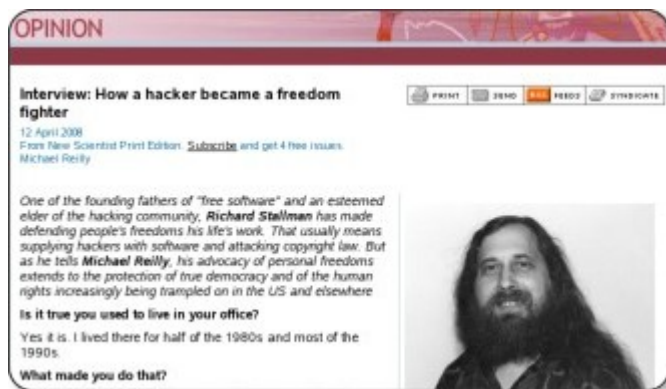 OPINION
Interview: How a hacker became a freedom
fighter
PRINT SEND RSS FEEDS SYNDICATE
12 April 2008
From New Scientist Print Edition. Subscribe and get 4 free issues.
Michael Reilly
One of the founding fathers of "free software" and an esteemed
elder of the hacking community, Richard Stallman has made
defending people's freedoms his life's work. That usually means
supplying hackers with software and attacking copyright law. But
as he tells Michael Reilly, his advocacy of personal freedoms
extends to the protection of true democracy and of the human
rights increasingly being trampled on in the US and elsewhere
Is it true you used to live in your office?
Yes it is. I lived there for half of the 1980s and most of the
1990s.
What made you do that?